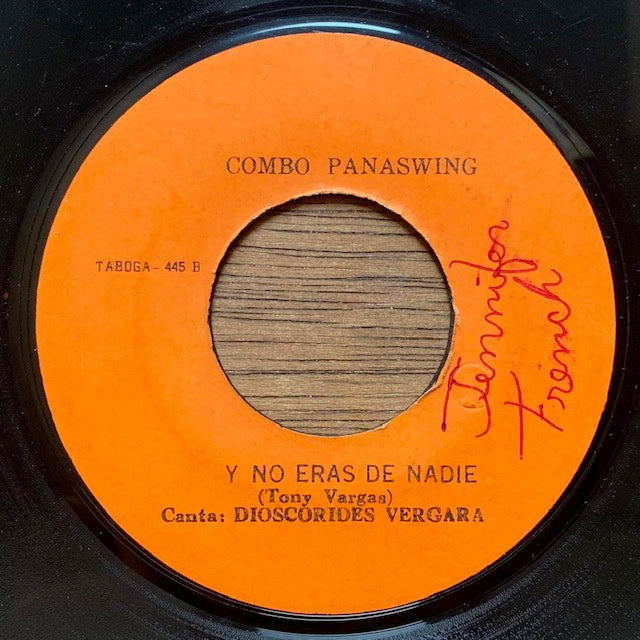 COMBO PANASWING
TABOGA- 445 B
Jennifer
French
Y NO ERAS DE NADIE
(Tony Vargas)
Canta: DIOSCORIDES VERGARA